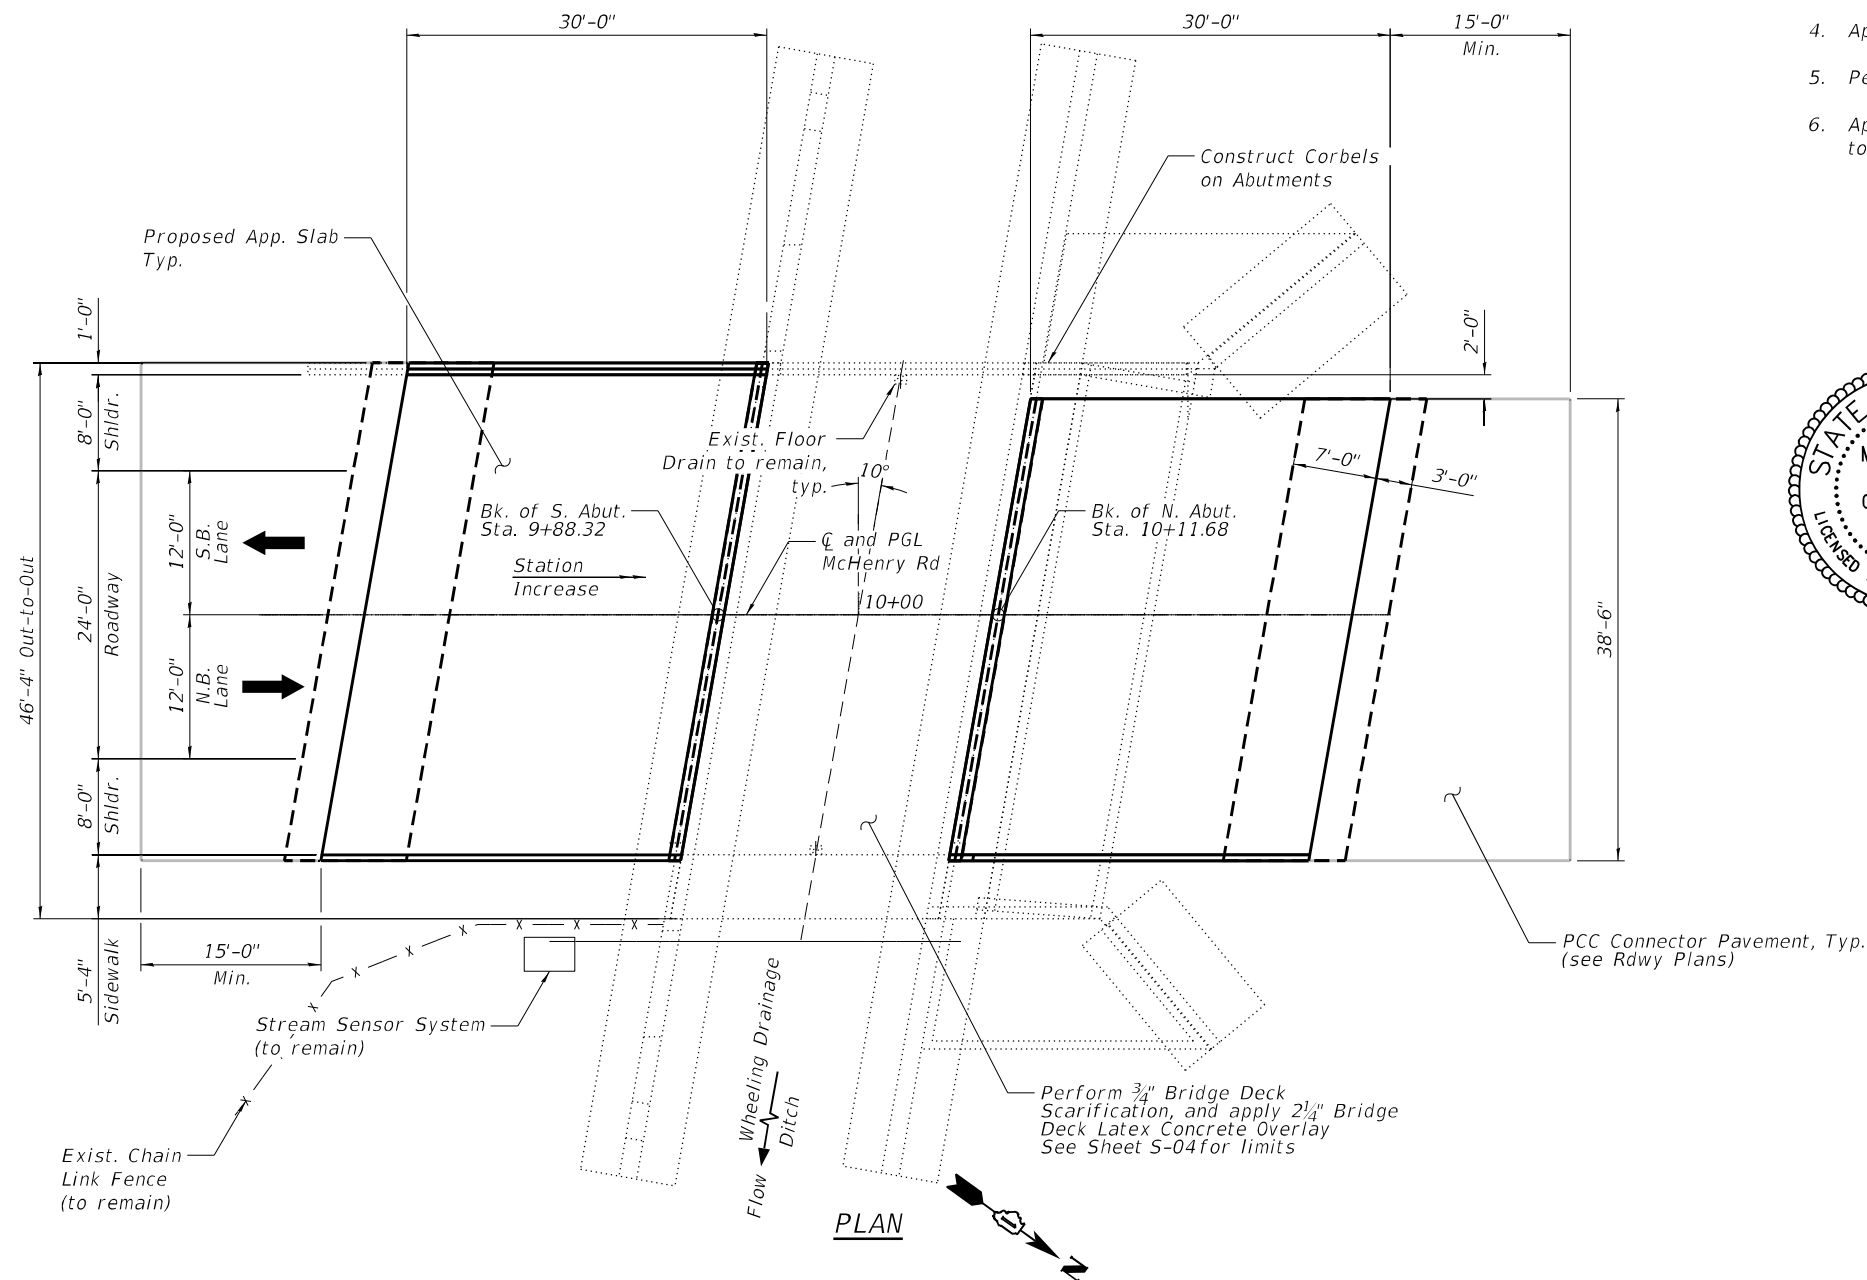 30'-0"
30'-0"
15'-0"
Min.
4. Ap
5. Pe
6. Ap
to
Construct Corbels
on Abutments
Proposed App. Slab
Typ.
1'-0"
2'-0"
8'-0"
Shldr.
STATE
LICENSED
Exist. Floor
Drain to remain,
typ.
10°
7'-0"
3'-0"
Bk. of S. Abut.
Sta. 9+88.32
Bk. of N. Abut.
Sta. 10+11.68
12'-0"
S.B.
Lane
℄ and PGL
McHenry Rd
Station
Increase
10+00
46'-4" Out-to-Out
24'-0"
Roadway
38'-6"
12'-0"
N.B.
Lane
8'-0"
Shldr.
15'-0"
Min.
5'-4"
Sidewalk
PCC Connector Pavement, Typ.
(see Rdwy Plans)
Stream Sensor System
(to remain)
Wheeling Drainage
Ditch
Flow
Perform 3/4" Bridge Deck
Scarification, and apply 2 1/4" Bridge
Deck Latex Concrete Overlay
See Sheet S-04 for limits
Exist. Chain
Link Fence
(to remain)
PLAN
N